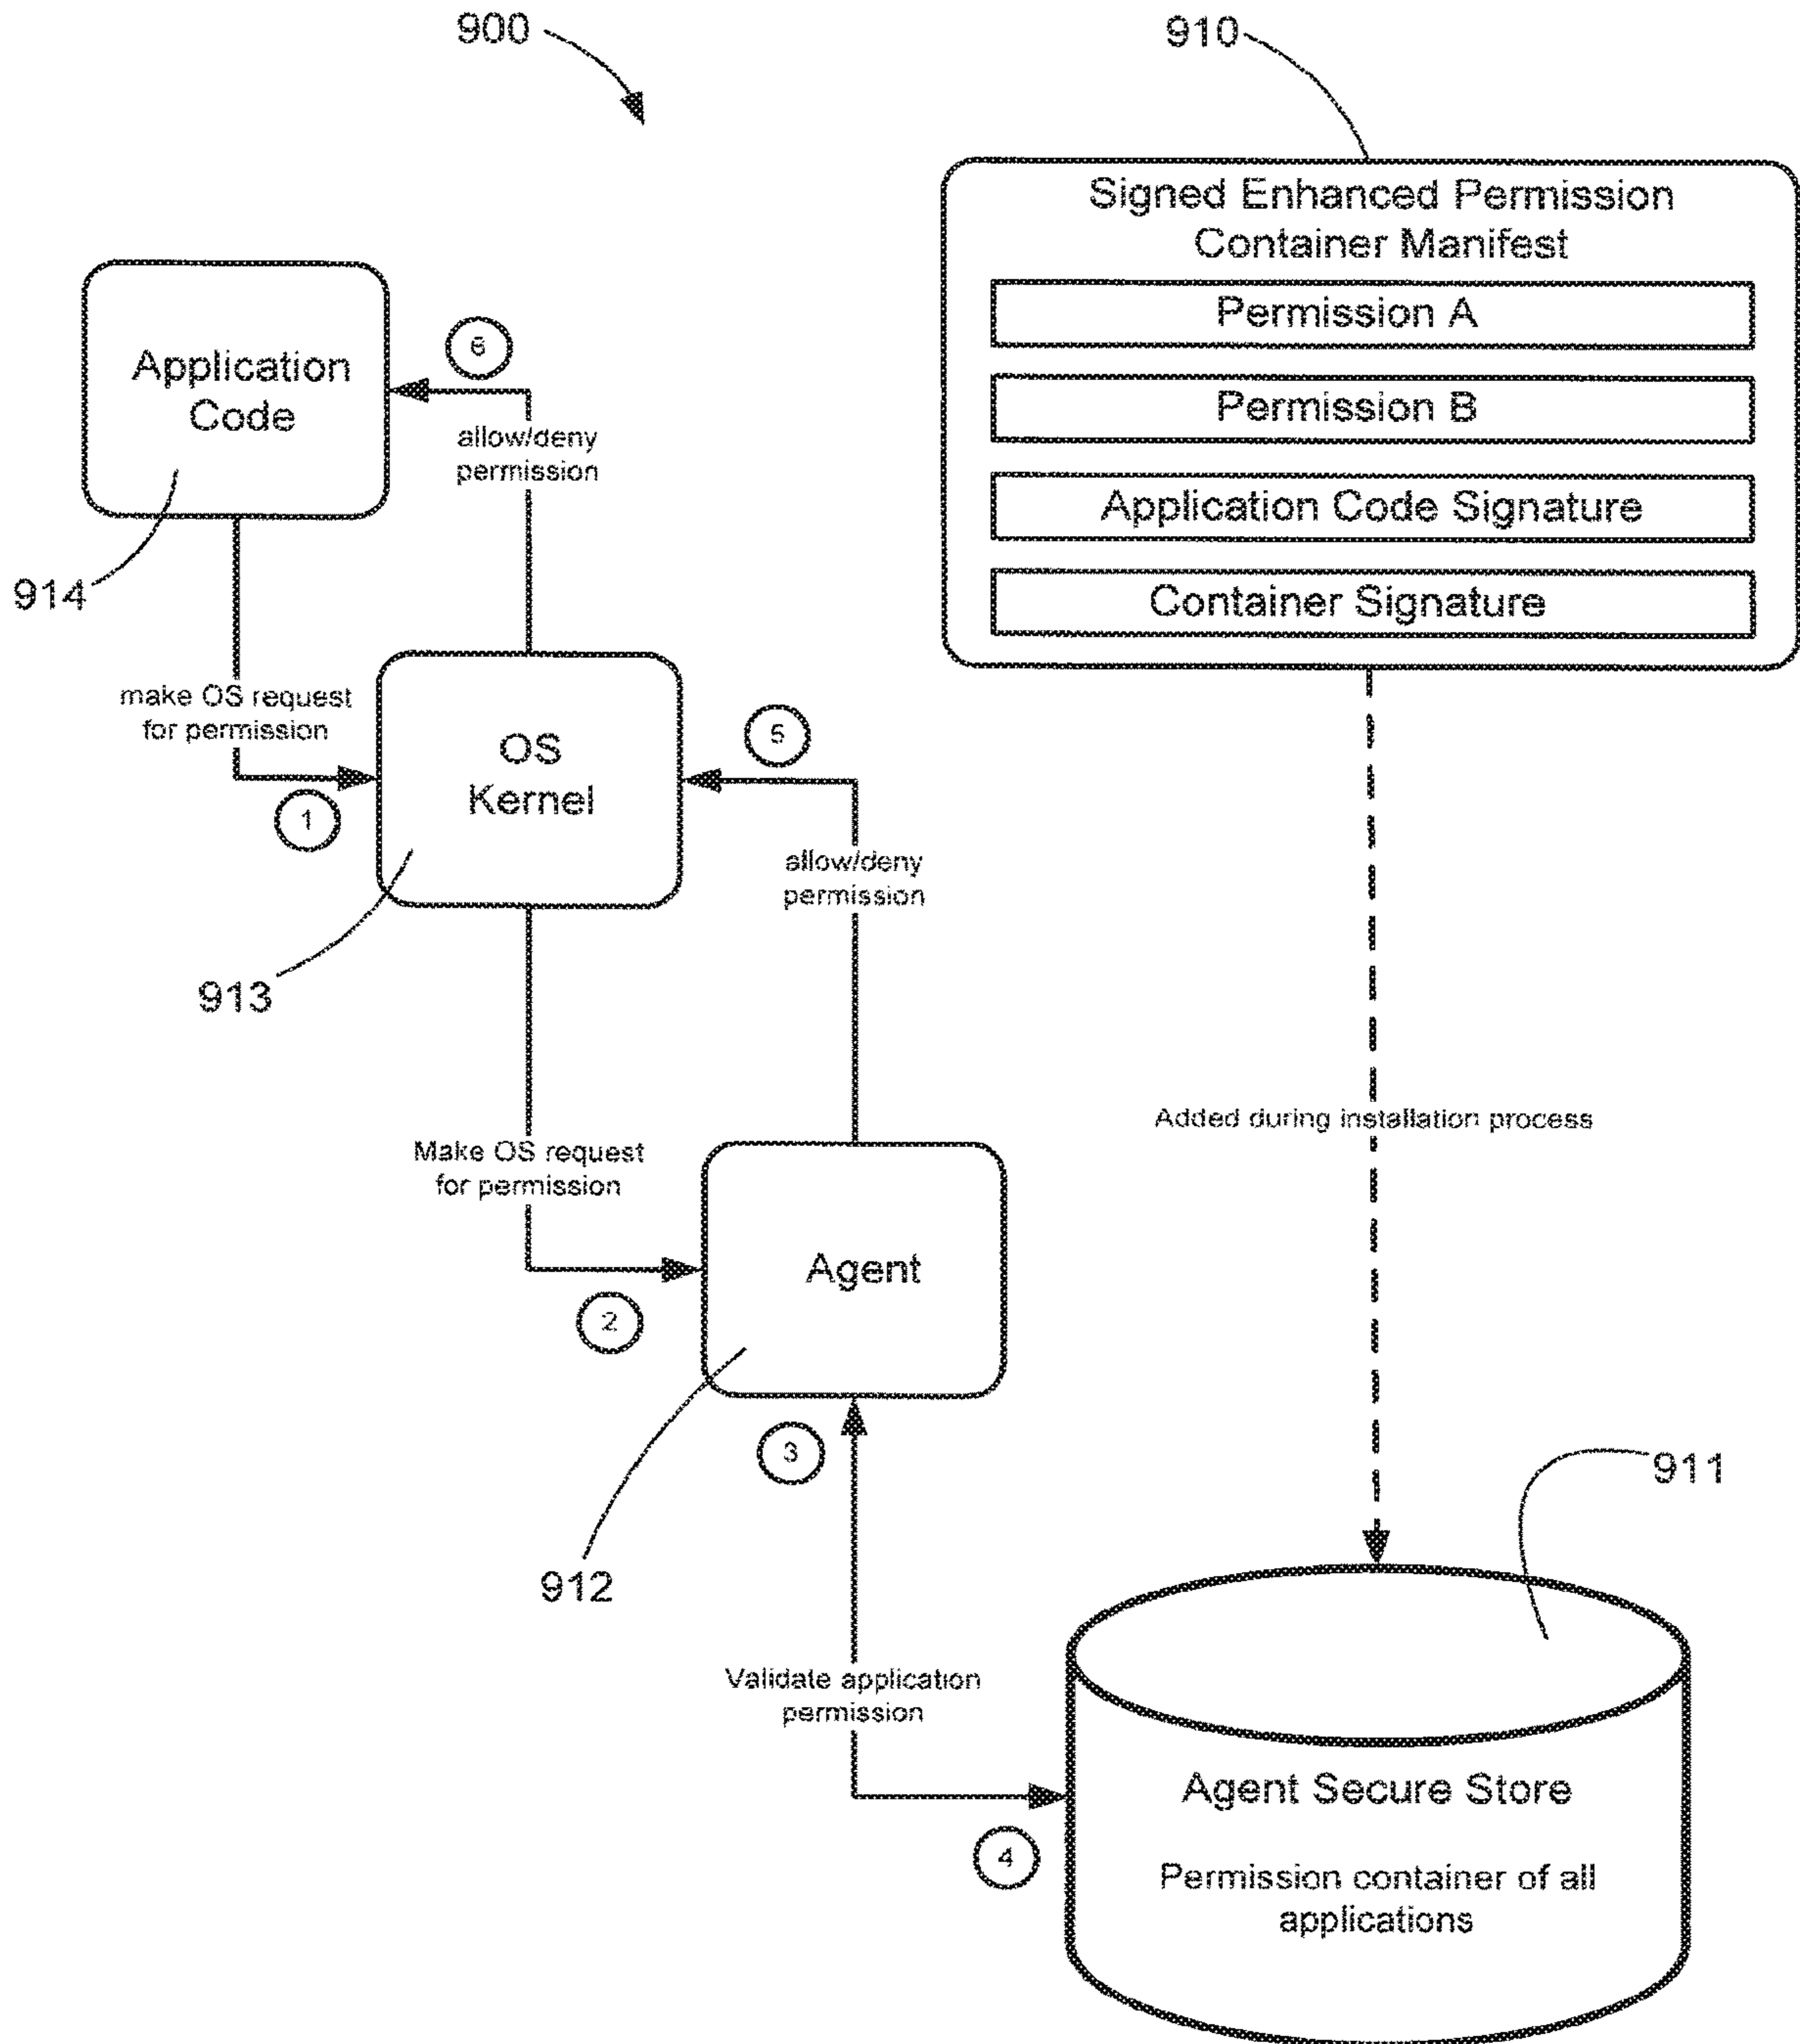 900
910
Signed Enhanced Permission
Container Manifest
Permission A
Permission B
Application Code Signature
Container Signature
Application
Code
6
allow/deny
permission
914
make OS request
for permission
1
OS
Kernel
5
913
allow/deny
permission
Added during installation process
Make OS request
for permission
Agent
2
3
911
912
Validate application
permission
Agent Secure Store
4
Permission container of all
applications